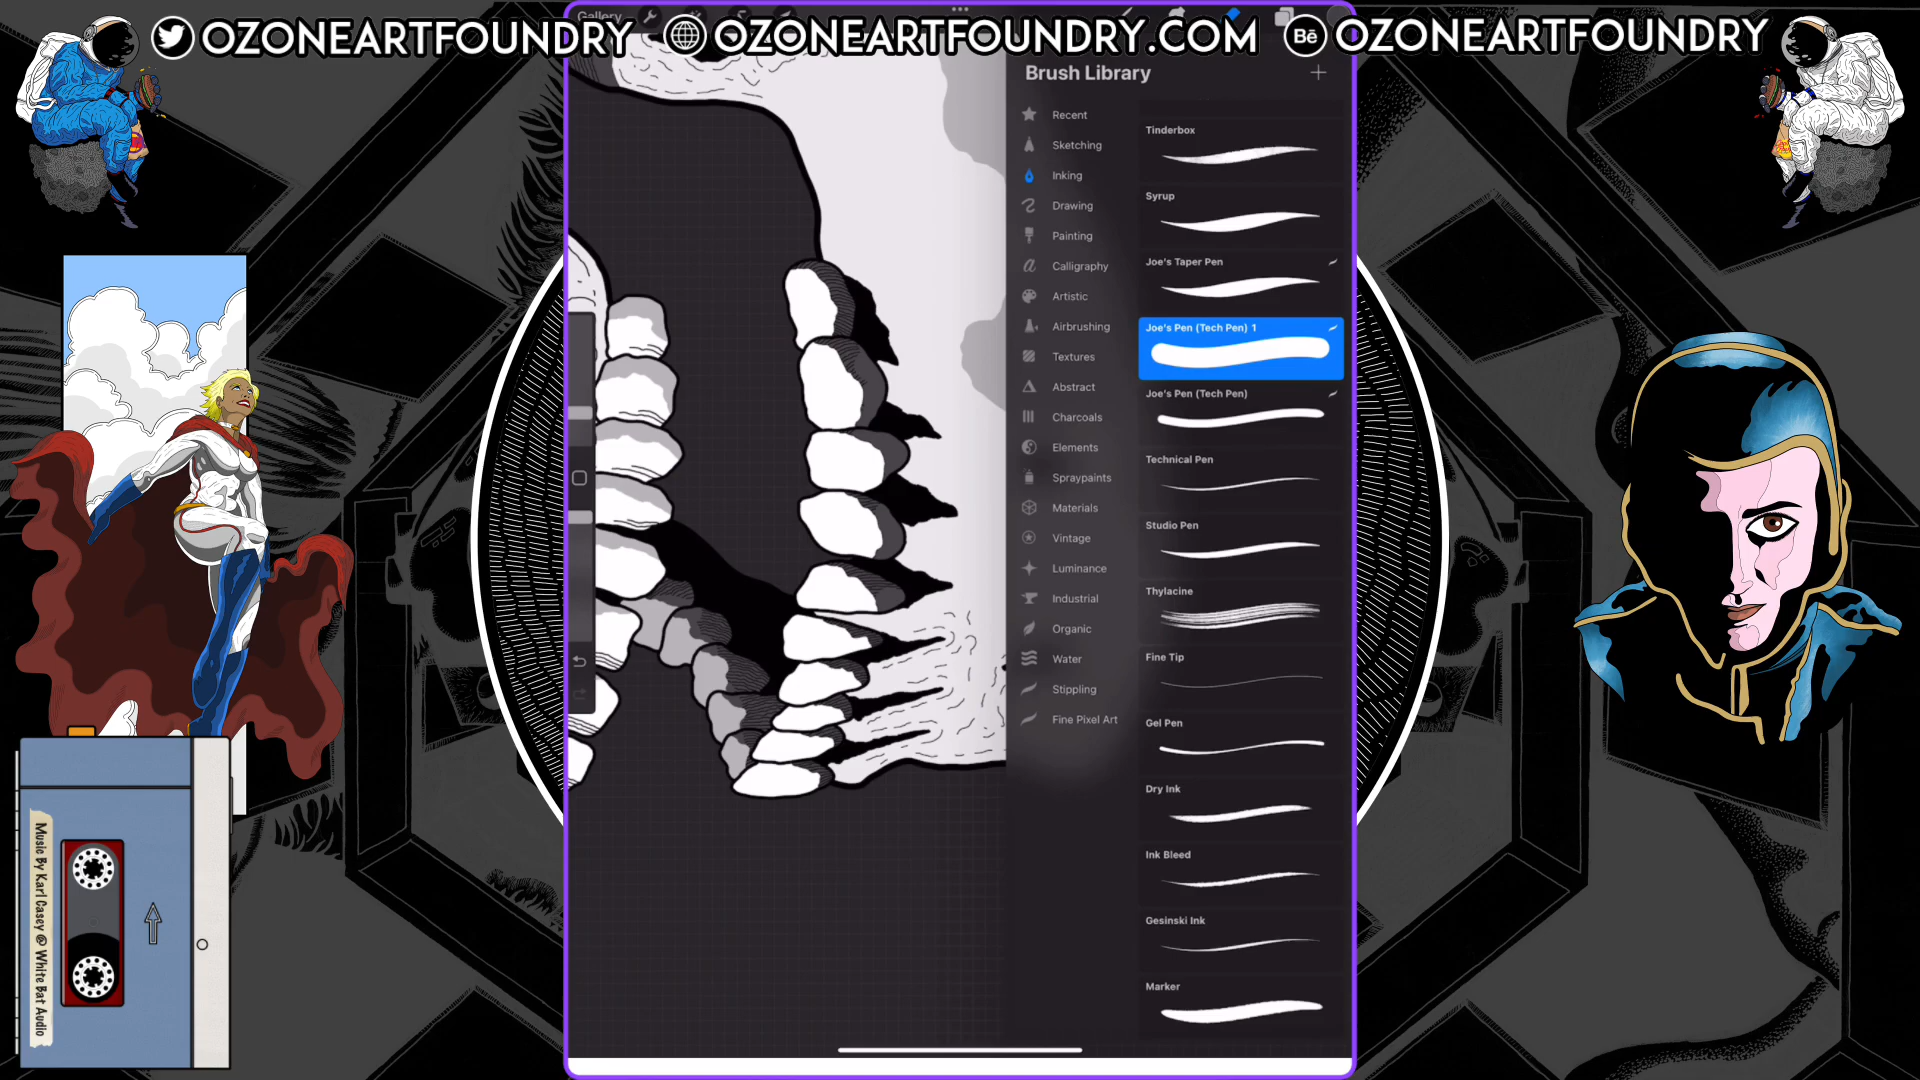 OZONEARTFOUNDRY OZONEARTFOUNDRY.COM Bē OZONEARTFOUNDRY
Gallery
Brush Library
Recent
Sketching
Inking
Drawing
Painting
Calligraphy
Artistic
Airbrushing
Textures
Abstract
Charcoals
Elements
Spraypaints
Materials
Vintage
Luminance
Industrial
Organic
Water
Stippling
Fine Pixel Art
Tinderbox
Syrup
Joe's Taper Pen
Joe's Pen (Tech Pen) 1
Joe's Pen (Tech Pen)
Technical Pen
Studio Pen
Thylacine
Fine Tip
Gel Pen
Dry Ink
Ink Bleed
Gesinski Ink
Marker
Music By Karl Casey @ White Bat Audio